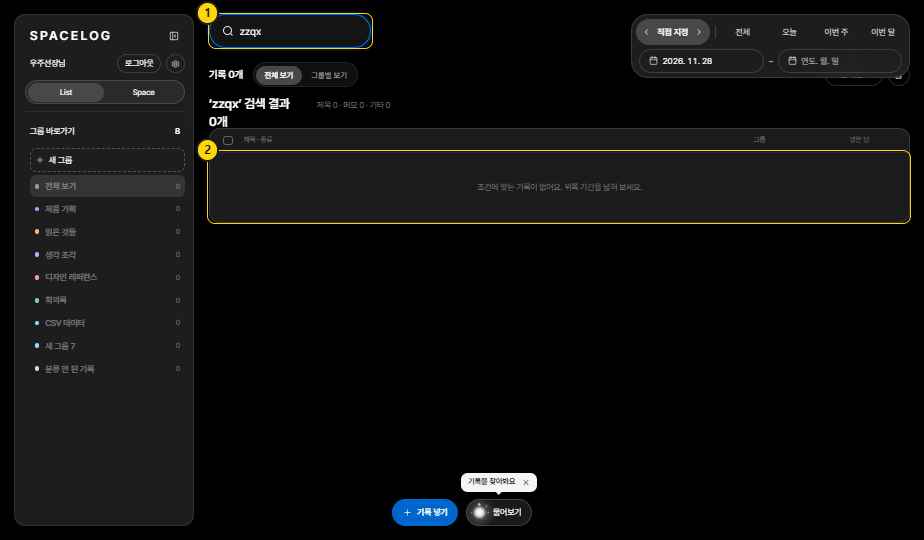 1
zzqx
SPACELOG
우주선장님
로그아웃
List
Space
그룹 바로가기
8
+ 새 그룹
전체 보기 0
제품 기획 0
읽은 것들 0
생각 조각 0
디자인 레퍼런스 0
회의록 0
CSV 데이터 0
새 그룹 7 0
분류 안 된 기록 0
직접 지정
전체
오늘
이번 주
이번 달
2026. 11. 28
~
연도. 월. 일
기록 0개
전체 보기
그룹별 보기
'zzqx' 검색 결과
0개
제목 0 · 메모 0 · 기타 0
제목 · 종류
그룹
넣은 날
2
조건에 맞는 기록이 없어요. 위쪽 기간을 넓혀 보세요.
기록을 찾아봐요
+ 기록 넣기
물어보기